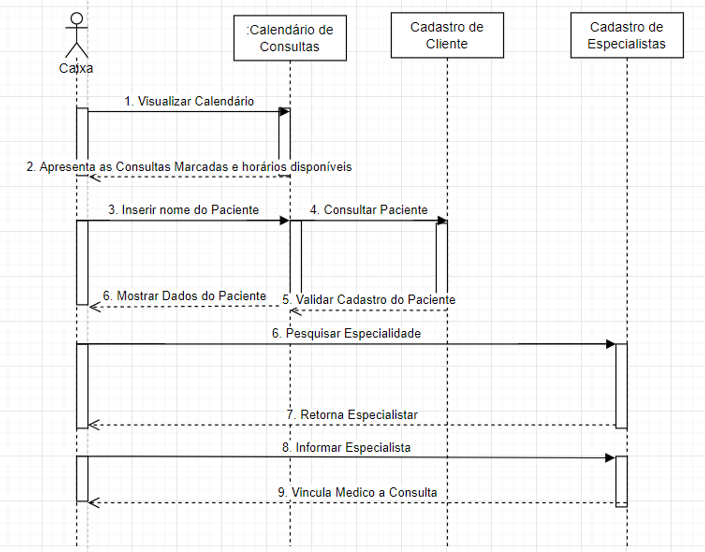 :Calendário de
Consultas
Cadastro de
Cliente
Cadastro de
Especialistas
Caixa
1. Visualizar Calendário
2. Apresenta as Consultas Marcadas e horários disponíveis
3. Inserir nome do Paciente
4. Consultar Paciente
6. Mostrar Dados do Paciente
5. Validar Cadastro do Paciente
6. Pesquisar Especialidade
7. Retorna Especialistar
8. Informar Especialista
9. Vincula Medico a Consulta